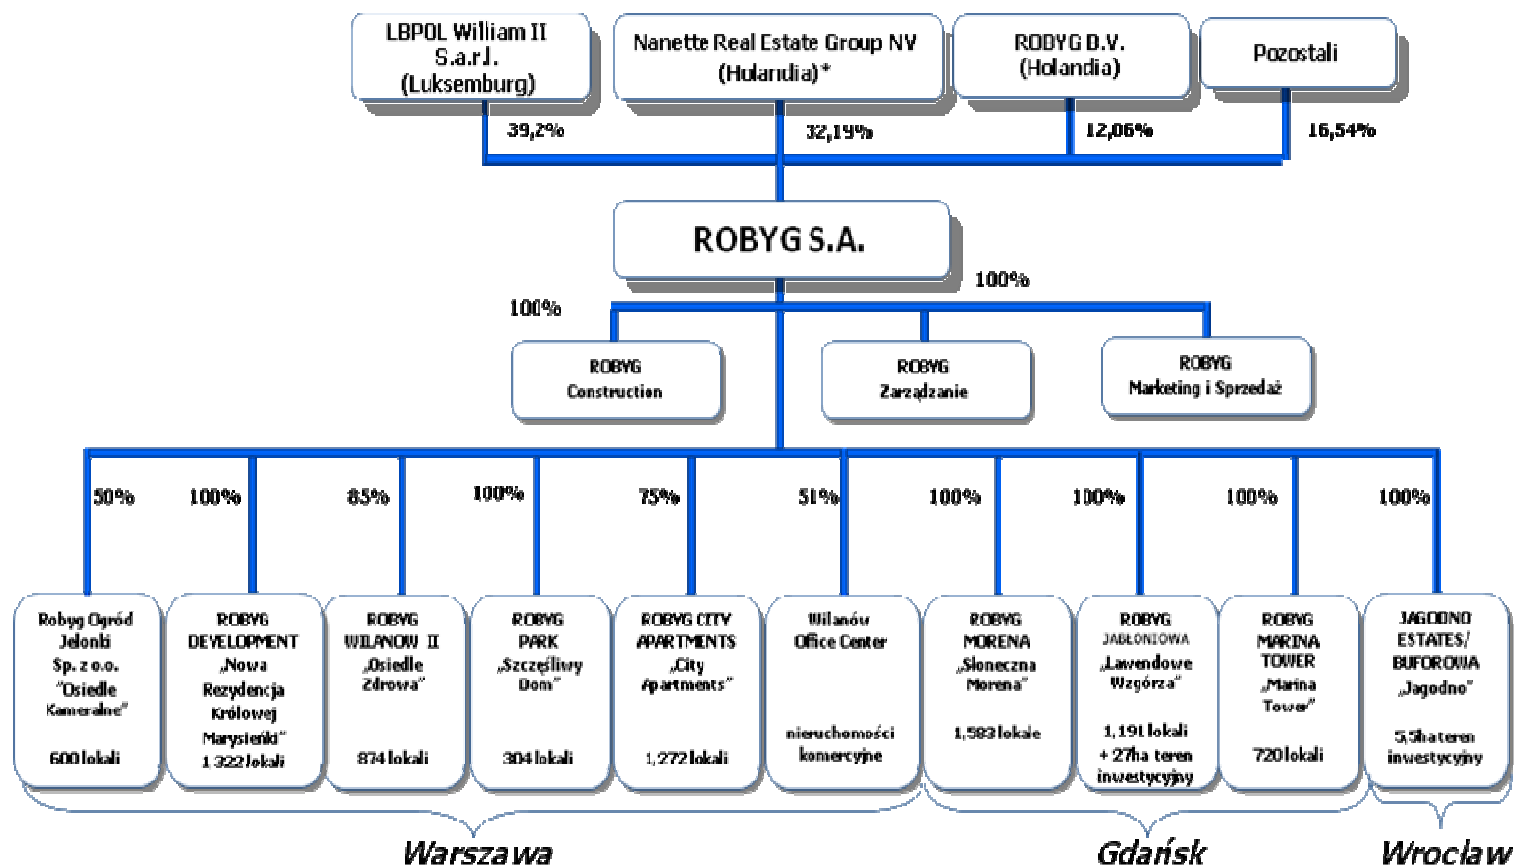 LBPOL William II
S.a.r.l.
(Luksemburg)
Nanette Real Estate Group NV
(Holandia)*
ROBYG B.V.
(Holandia)
Pozostali
39,2%
32,19%
12,06%
16,54%
ROBYG S.A.
100%
100%
ROBYG
Construction
ROBYG
Zarządzanie
ROBYG
Marketing i Sprzedaż
50%
100%
85%
100%
75%
51%
100%
100%
100%
100%
Robyg Ogród
Jelonki
Sp. z o.o.
"Osiedle
Kameralne"
600 lokali
ROBYG
DEVELOPMENT
„Nowa
Rezydencja
Królowej
Marysieńki"
1 322 lokali
ROBYG
WILANOW II
„Osiedle
Zdrowa"
874 lokali
ROBYG
PARK
„Szczęśliwy
Dom"
304 lokali
ROBYG CITY
APARTMENTS
„City
Apartments"
1,272 lokali
Wilanów
Office Center
nieruchomości
komercyjne
ROBYG
MORENA
„Słoneczna
Morena"
1,583 lokale
ROBYG
JABŁONIOWA
„Lawendowe
Wzgórza"
1,191 lokali
+ 27ha teren
inwestycyjny
ROBYG
MARINA
TOWER
„Marina
Tower"
720 lokali
JAGODNO
ESTATES/
BUFOROWA
„Jagodno"
5,5ha teren
inwestycyjny
Warszawa
Gdańsk
Wrocław